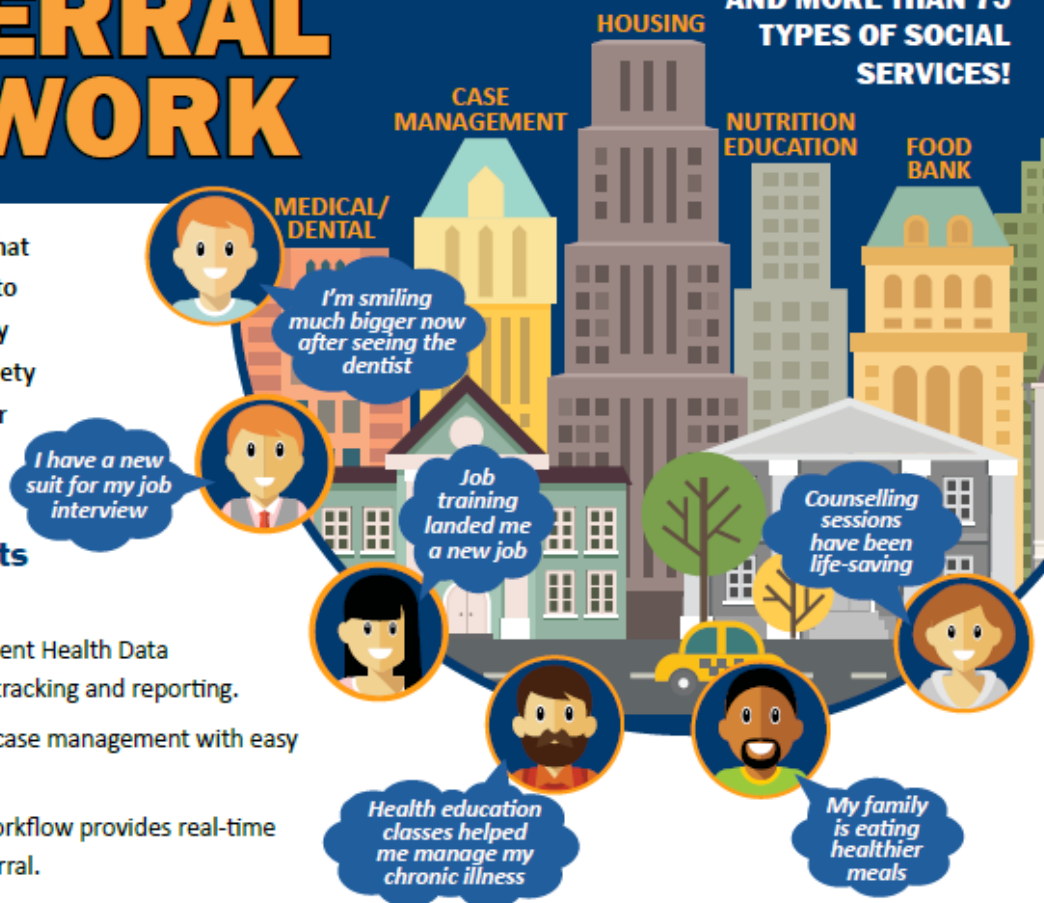 ERRAL
WORK
AND MORE THAN 75
TYPES OF SOCIAL
SERVICES!
HOUSING
CASE
MANAGEMENT
NUTRITION
EDUCATION
FOOD
BANK
MEDICAL/
DENTAL
hat
to
y
ety
r
I'm smiling
much bigger now
after seeing the
dentist
I have a new
suit for my job
interview
Job
training
landed me
a new job
Counselling
sessions
have been
life-saving
ts
ent Health Data
tracking and reporting.
case management with easy
orkflow provides real-time
rral.
Health education
classes helped
me manage my
chronic illness
My family
is eating
healthier
meals